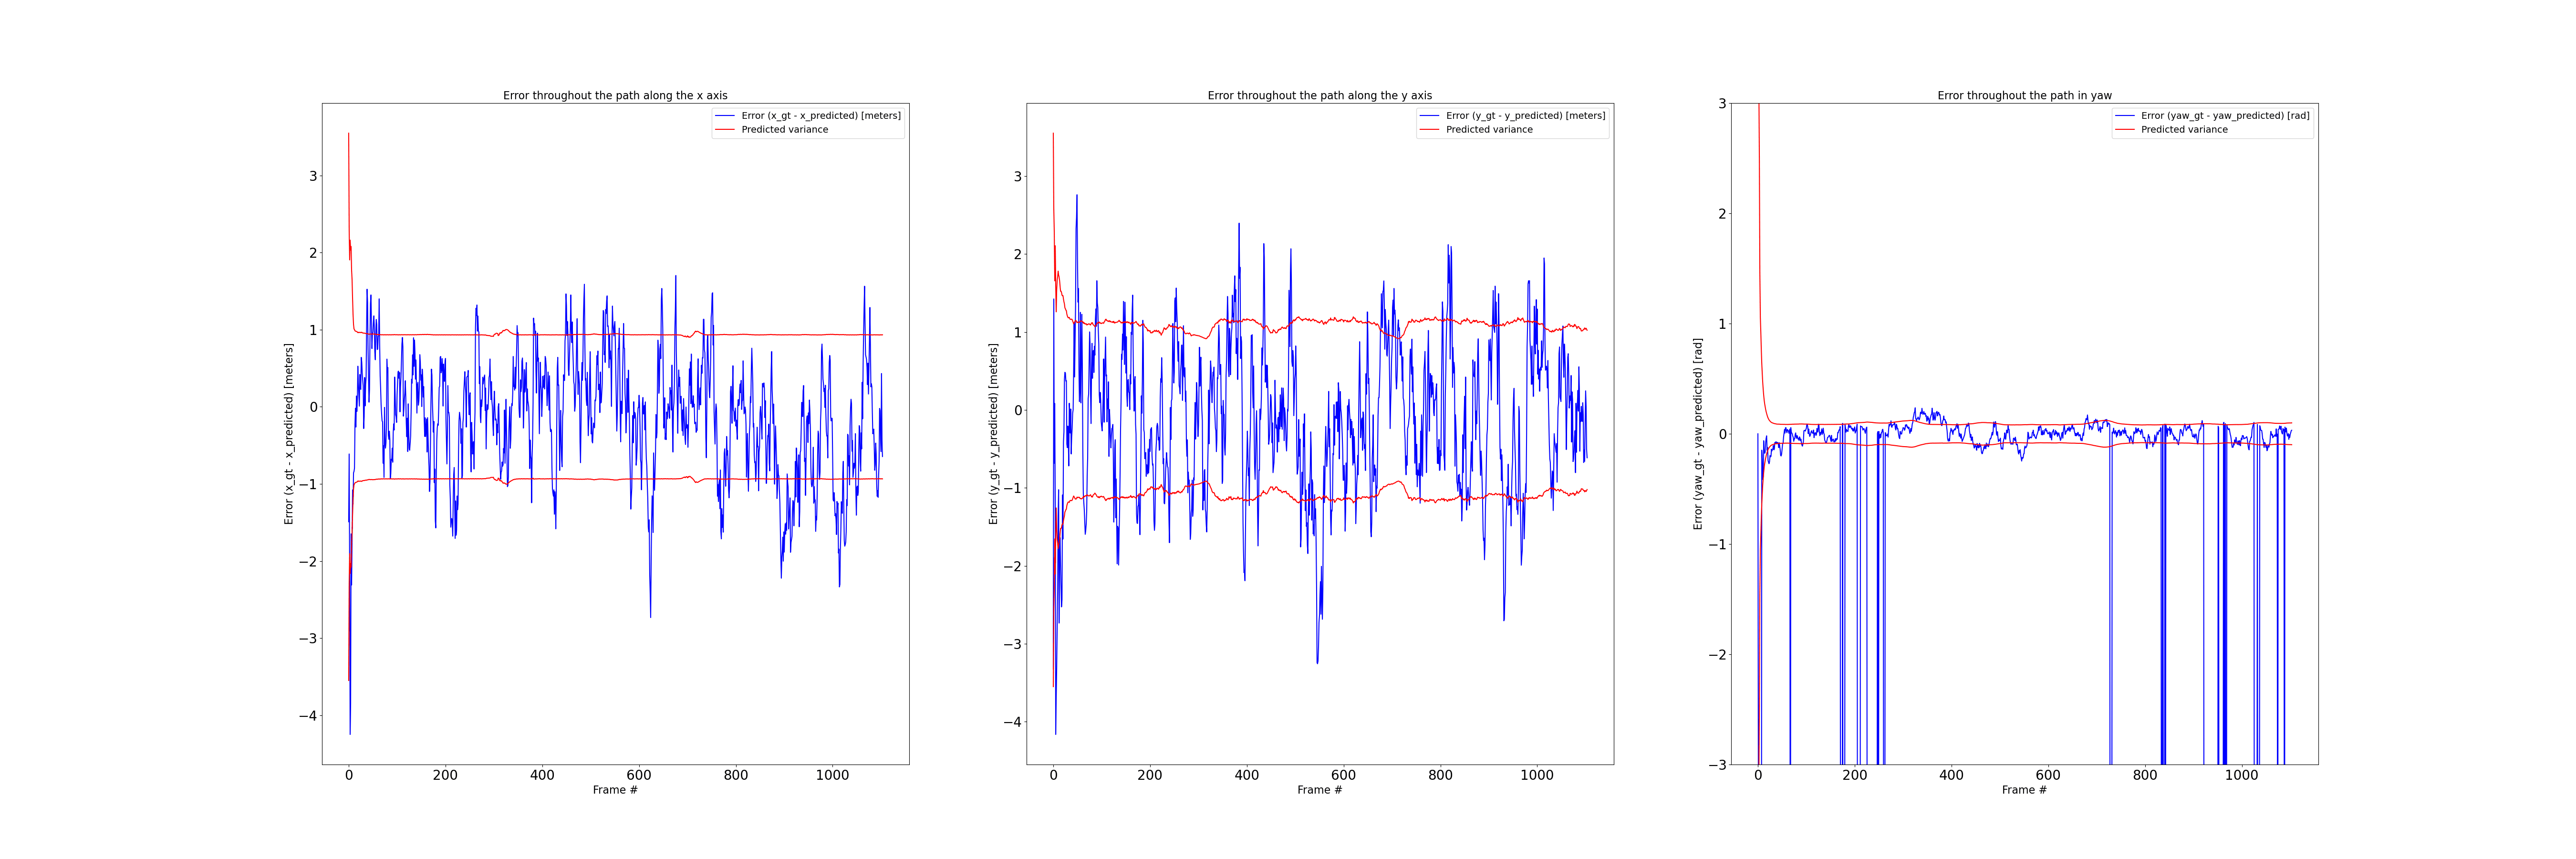 Error throughout the path along the x axis
Error (x_gt - x_predicted) [meters]
Predicted variance
3
2
1
0
−1
−2
−3
−4
Error (x_gt - x_predicted) [meters]
0 200 400 600 800 1000
Frame #
Error throughout the path along the y axis
Error (y_gt - y_predicted) [meters]
Predicted variance
3
2
1
0
−1
−2
−3
−4
Error (y_gt - y_predicted) [meters]
0 200 400 600 800 1000
Frame #
Error throughout the path in yaw
Error (yaw_gt - yaw_predicted) [rad]
Predicted variance
3
2
1
0
−1
−2
−3
Error (yaw_gt - yaw_predicted) [rad]
0 200 400 600 800 1000
Frame #